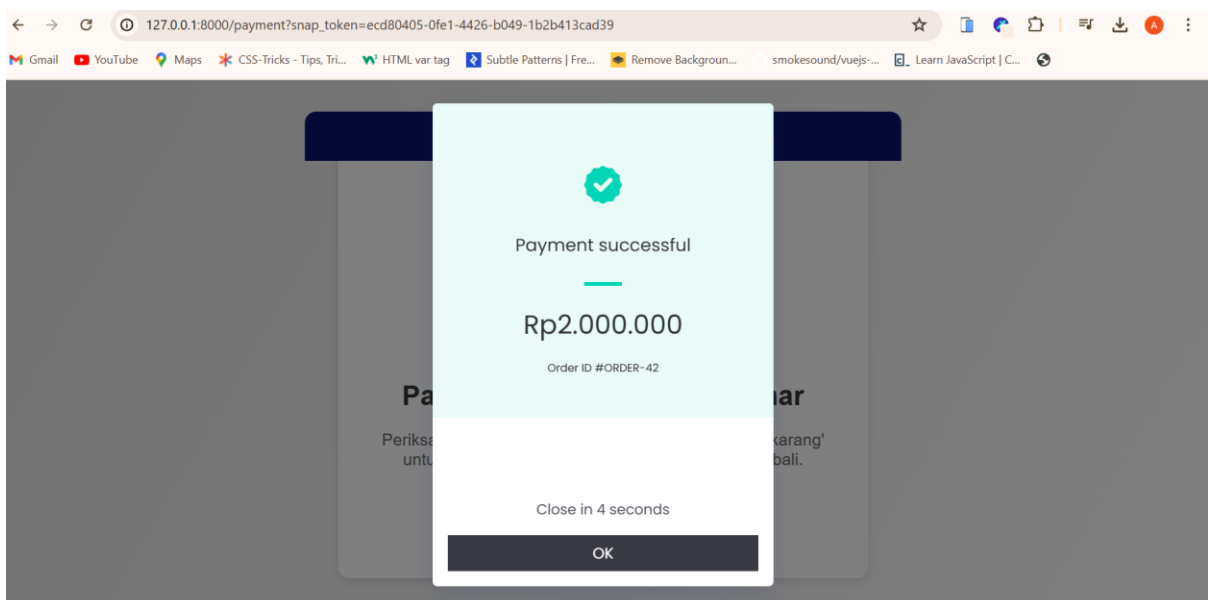 127.0.0.1:8000/payment?snap_token=ecd80405-0fe1-4426-b049-1b2b413cad39
A
Gmail YouTube Maps CSS-Tricks - Tips, Tri... HTML var tag Subtle Patterns | Fre... Remove Backgroun... smokesound/vuejs-... Learn JavaScript | C...
Payment successful
Rp2.000.000
Order ID #ORDER-42
Pa
ar
Periksa
karang'
untu
bali.
Close in 4 seconds
OK